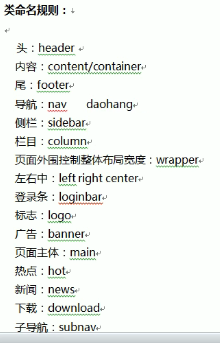 类命名规则：
头：header
内容：content/container
尾：footer
导航：nav daohang
侧栏：sidebar
栏目：column
页面外围控制整体布局宽度：wrapper
左右中：left right center
登录条：loginbar
标志：logo
广告：banner
页面主体：main
热点：hot
新闻：news
下载：download
子导航：subnav